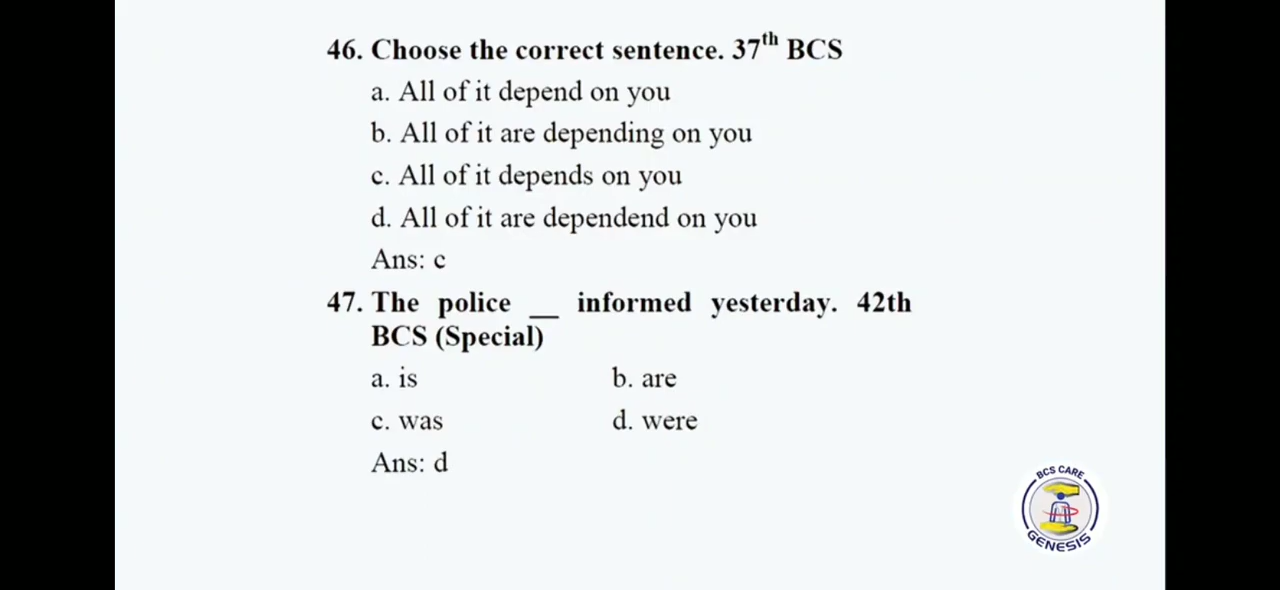 46. Choose the correct sentence. 37th BCS
a. All of it depend on you
b. All of it are depending on you
c. All of it depends on you
d. All of it are dependend on you
Ans: c
47. The police __ informed yesterday. 42th
BCS (Special)
a. is b. are
c. was d. were
Ans: d
BCS CARE
GENESIS